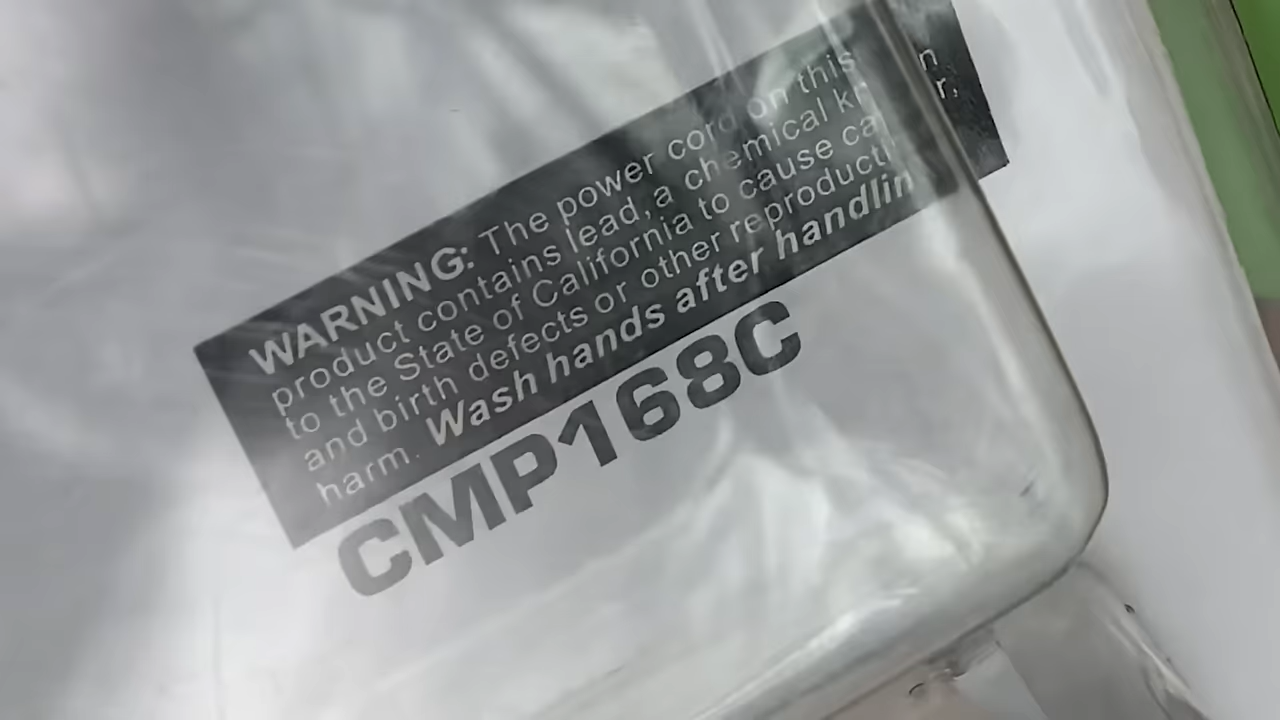 WARNING: The power cord on this
product contains lead, a chemical kn
to the State of California to cause ca r,
and birth defects or other reproducti
harm. Wash hands after handlin
CMP168C